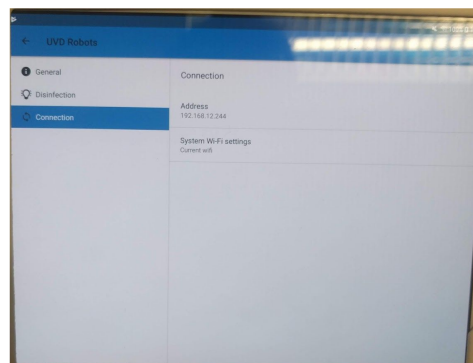 UVD Robots
General
Disinfection
Connection
Connection
Address
192.168.12.244
System Wi-Fi settings
Current wifi